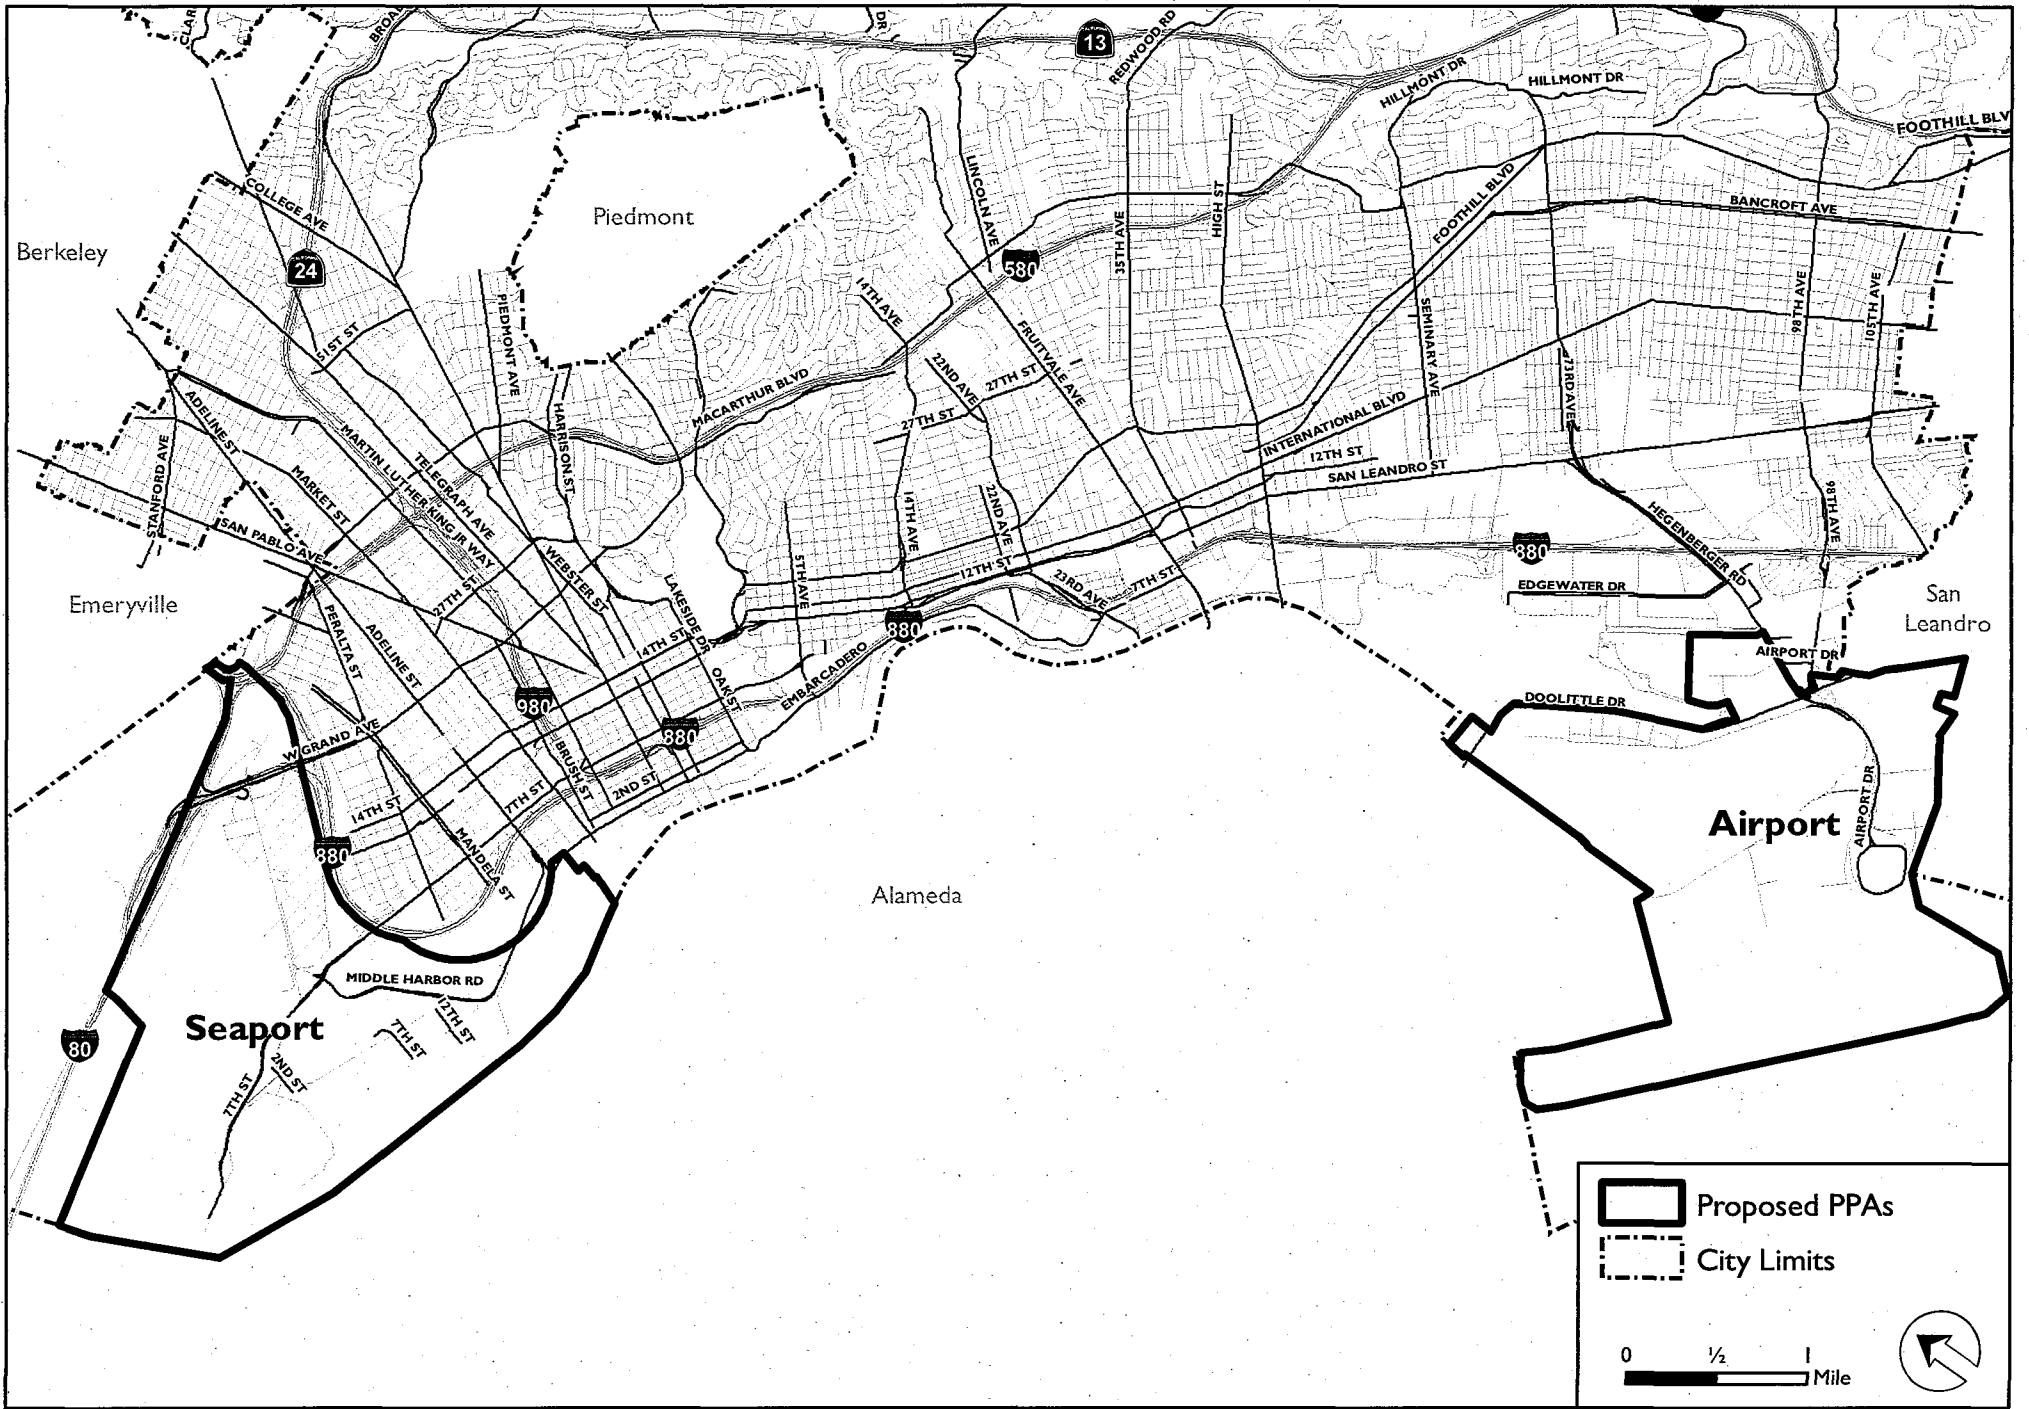 CLAR
BROAD
DR
13
REDWOOD RD
HILLMONT DR
HILLMONT DR
FOOTHILL BLV
COLLEGE AVE
LINCOLN AVE
Piedmont
HIGH ST
35TH AVE
FOOTHILL BLVD
BANCROFT AVE
Berkeley
24
580
51ST ST
PIEDMONT AVE
14TH AVE
FRUITVALE AVE
SEMINARY AVE
98TH AVE
105TH AVE
22ND AVE
27TH ST
73RD AVE
MACARTHUR BLVD
ADELINE ST
HARRISON ST
27TH ST
INTERNATIONAL BLVD
STANFORD AVE
MARTIN LUTHER KING JR WAY
TELEGRAPH AVE
12TH ST
SAN LEANDRO ST
MARKET ST
SAN PABLO AVE
14TH AVE
22ND AVE
98TH AVE
HEGENBERGER RD
WEBSTER ST
5TH AVE
12TH ST
880
Emeryville
27TH ST
LAKESIDE DR
23RD AVE
7TH ST
EDGEWATER DR
San
Leandro
PERALTA ST
ADELINE ST
14TH ST
880
AIRPORT DR
980
OAK ST
EMBARCADERO
DOOLITTLE DR
W GRAND AVE
880
BRUSH ST
2ND ST
7TH ST
14TH ST
AIRPORT DR
Airport
880
MANDELA ST
Alameda
MIDDLE HARBOR RD
12TH ST
Seaport
7TH ST
80
2ND ST
7TH ST
Proposed PPAs
City Limits
0 ½ 1
Mile